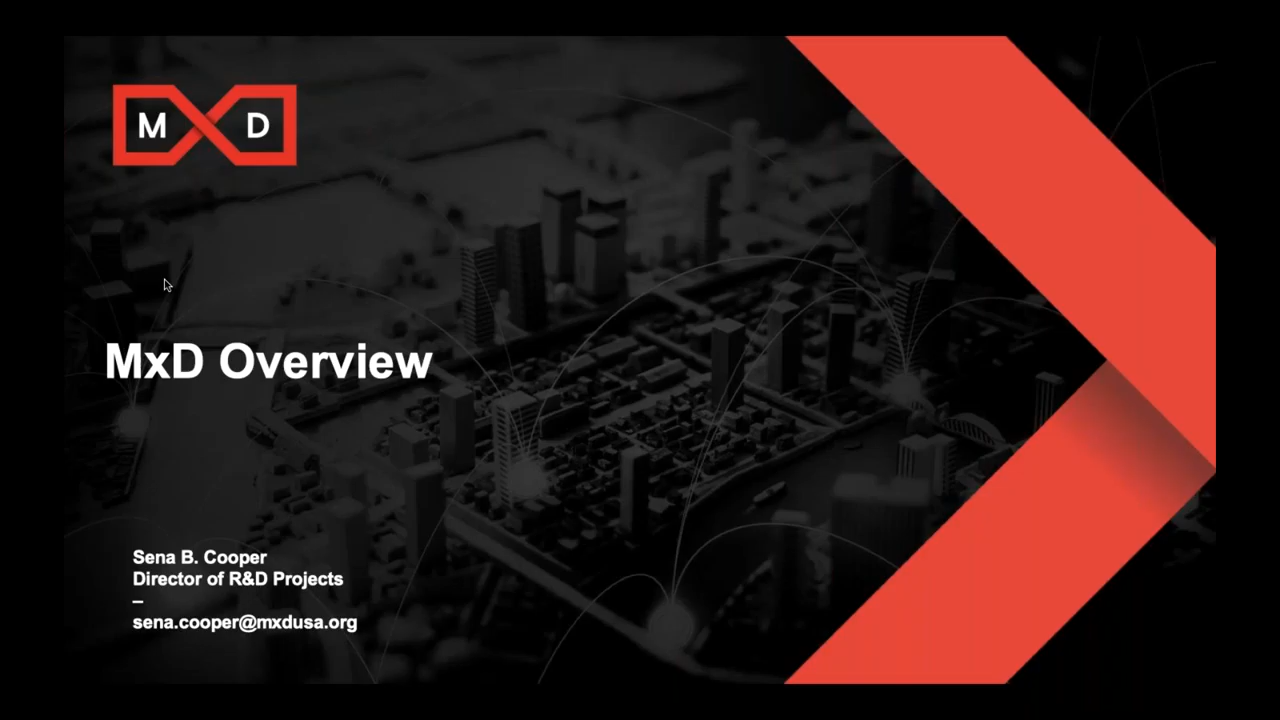 M D
MxD Overview
Sena B. Cooper
Director of R&D Projects
–
sena.cooper@mxdusa.org